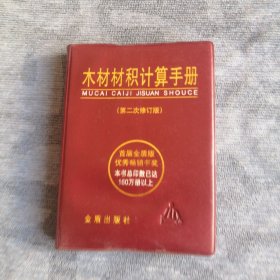 木材材积计算手册
MUCAI CAIJI JISUAN SHOUCE
（第二次修订版）
首届全质版
优秀畅销书奖
本书总印数已达
160万册以上
金盾出版社